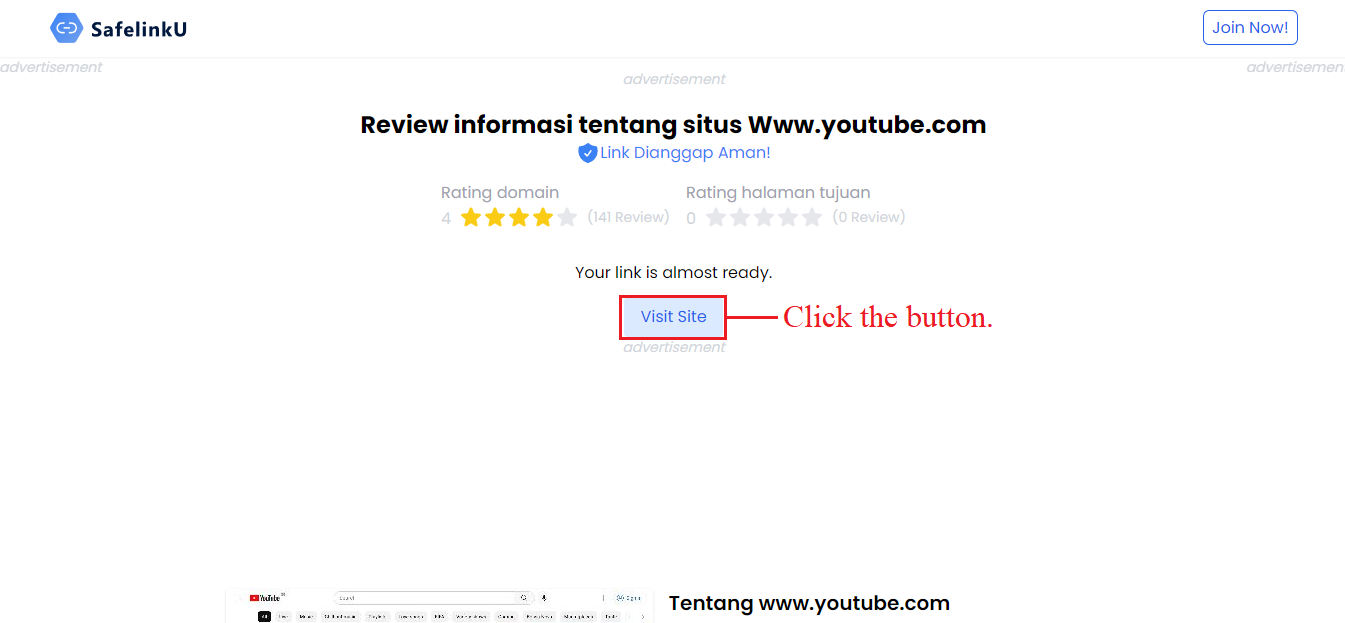 SafelinkU
Join Now!
advertisement
advertisement
advertisemen
Review informasi tentang situs Www.youtube.com
Link Dianggap Aman!
Rating domain
4 (141 Review)
Rating halaman tujuan
0 (0 Review)
Your link is almost ready.
Visit Site
Click the button.
advertisement
YouTube
All
Tentang www.youtube.com